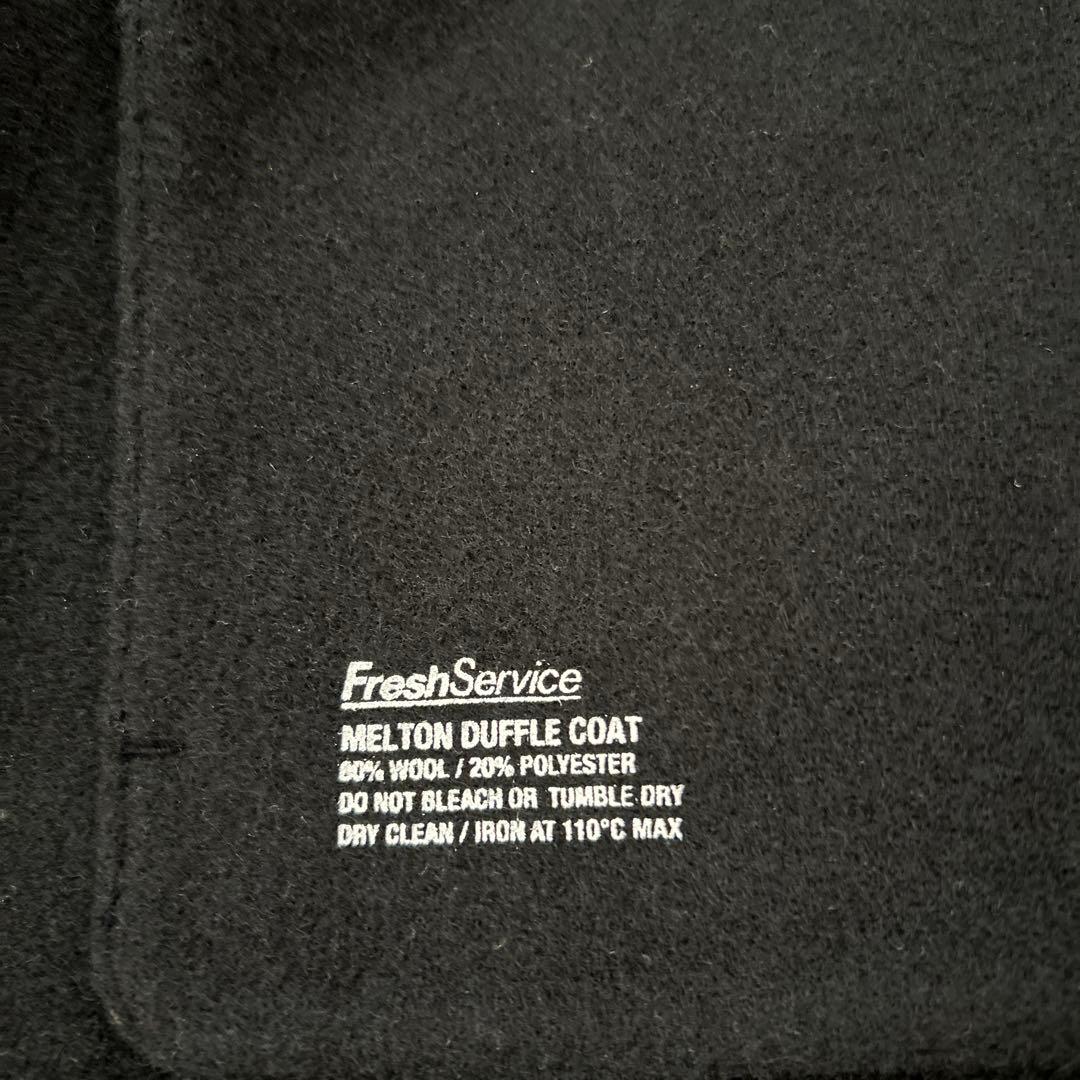 FreshService
MELTON DUFFLE COAT
80% WOOL / 20% POLYESTER
DO NOT BLEACH OR TUMBLE DRY
DRY CLEAN / IRON AT 110°C MAX